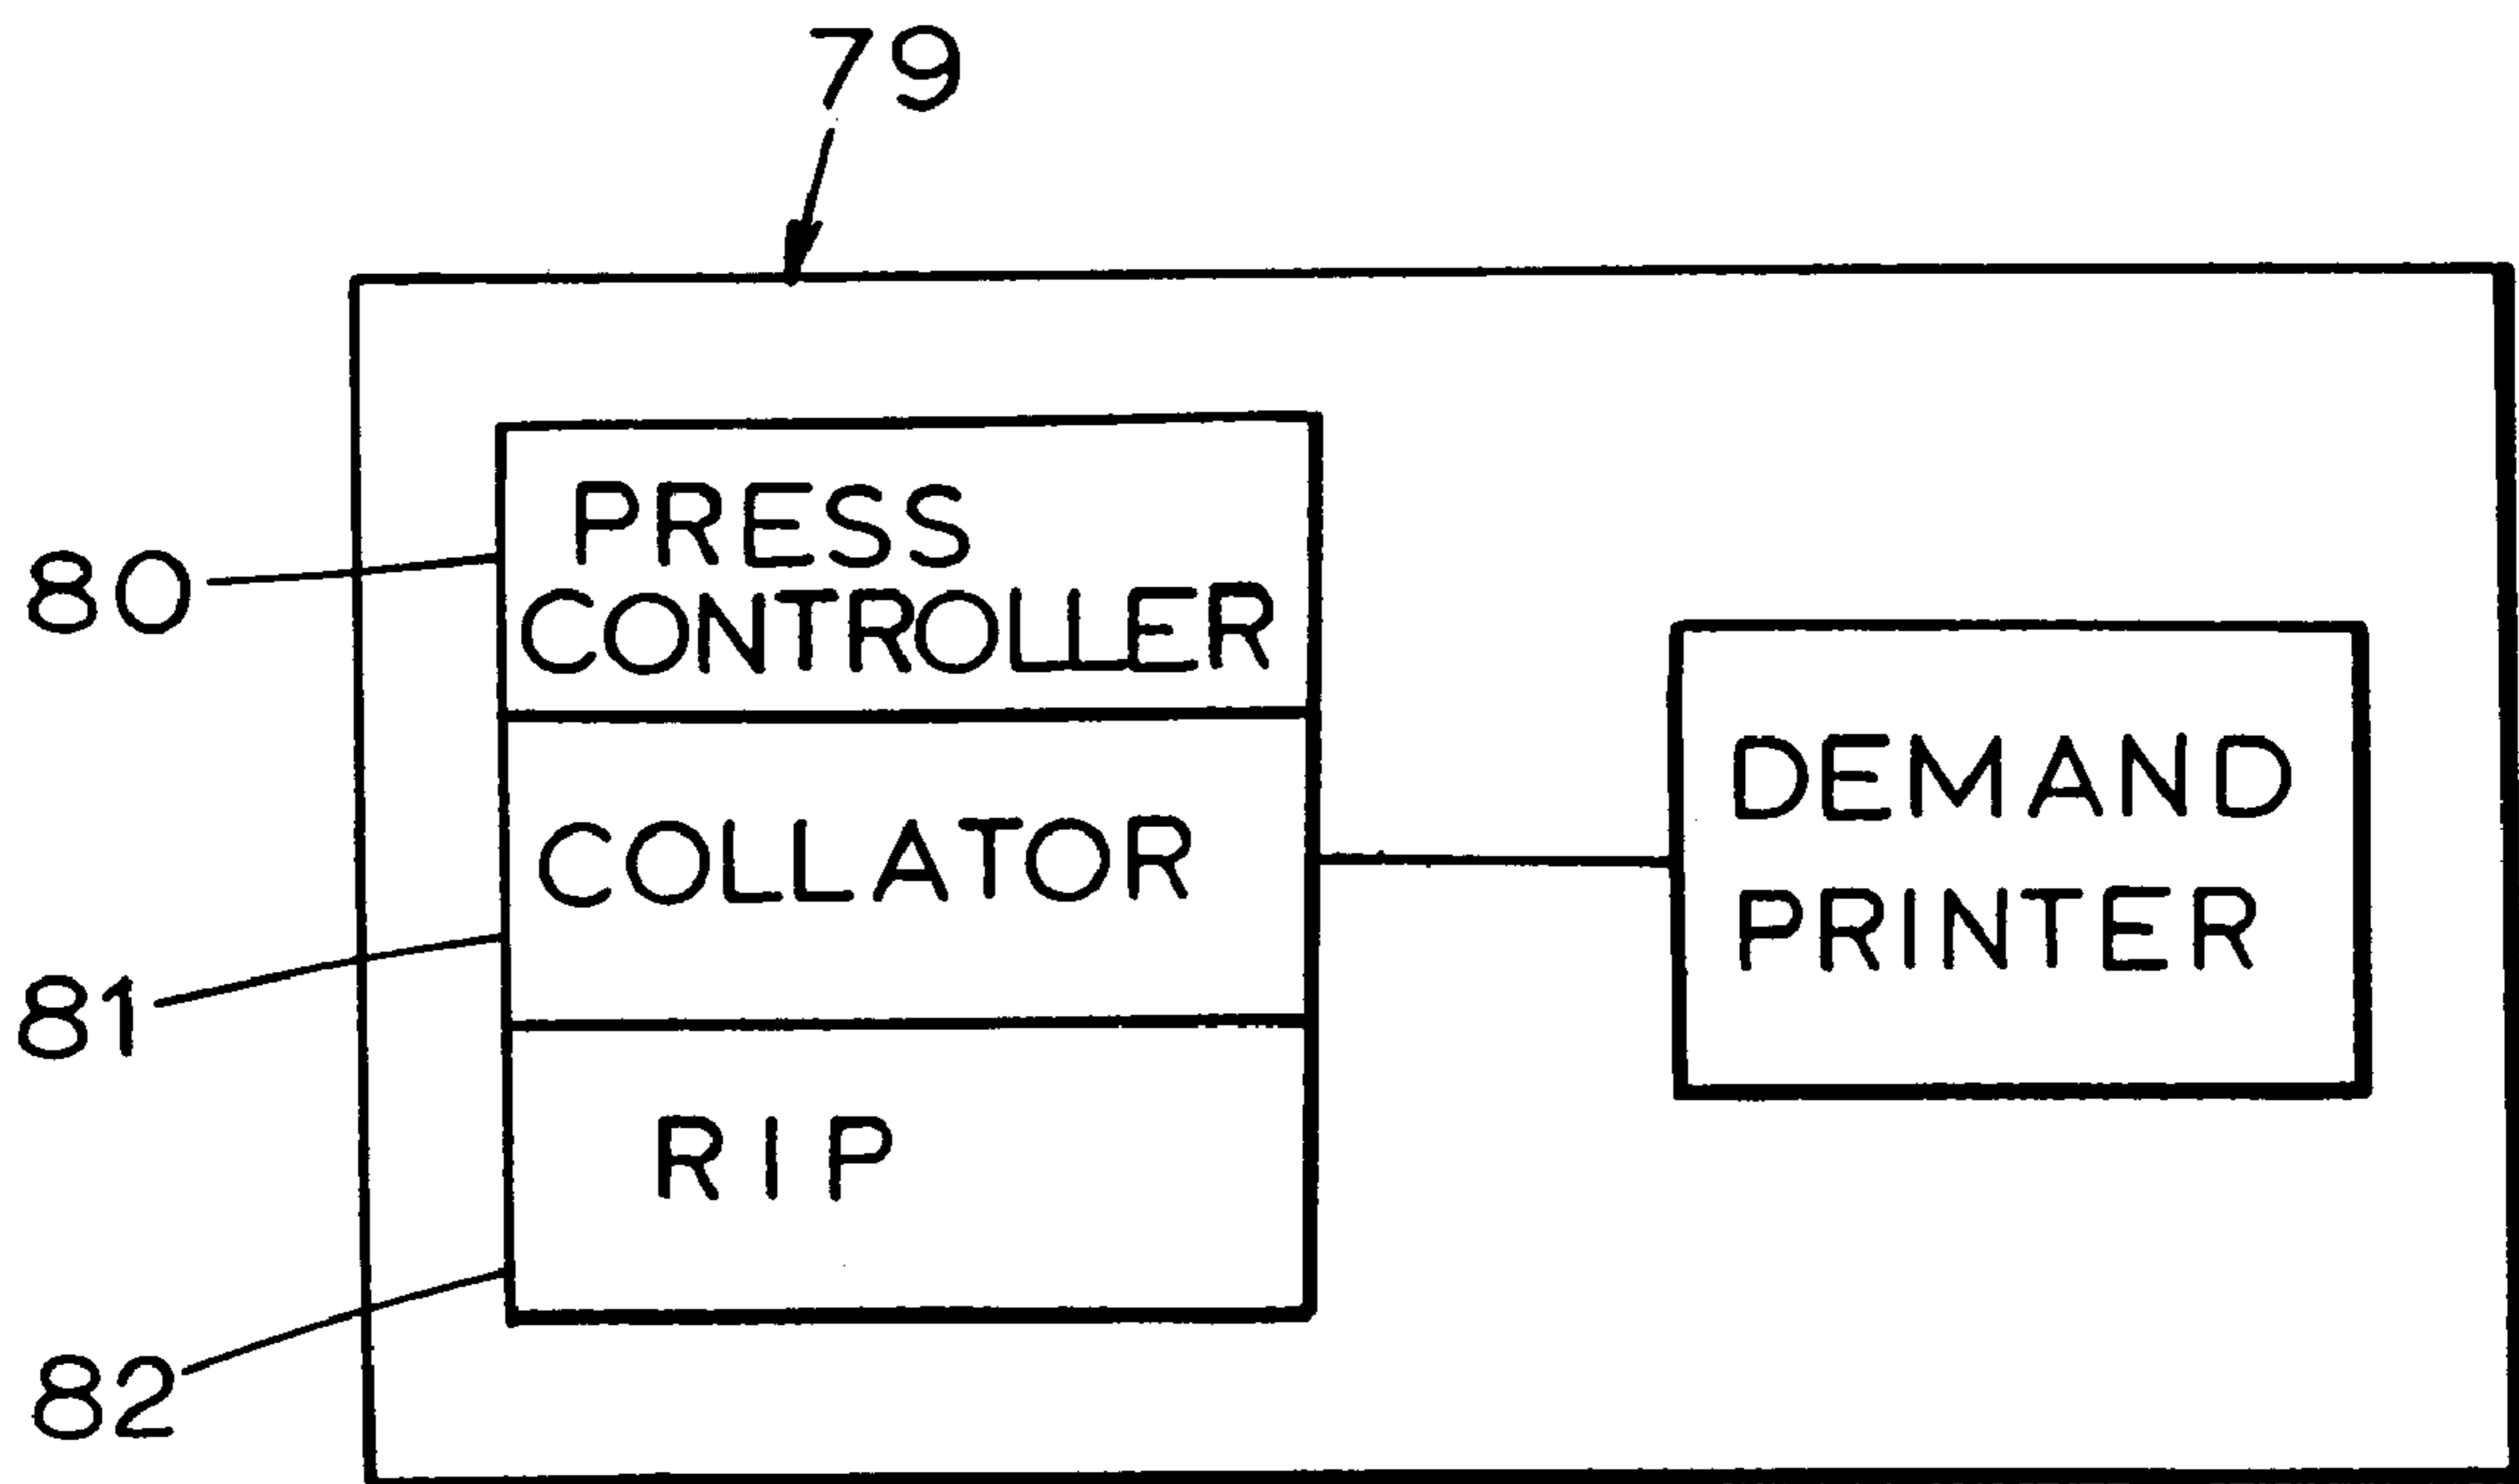 79
80
PRESS
CONTROLLER
81
COLLATOR
82
RIP
DEMAND
PRINTER